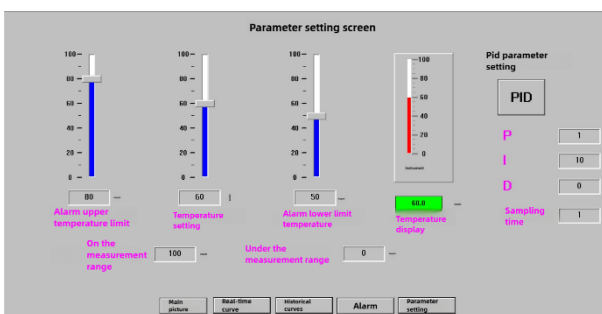 Parameter setting screen
100
80
60
40
20
0
100
80
60
40
20
0
100
80
60
40
20
0
100
80
60
40
20
0
Instrument
Pid parameter
setting
PID
P 1
I 10
D 0
Sampling
time 1
80
60
50
60.0
Alarm upper
temperature limit
Temperature
setting
Alarm lower limit
temperature
Temperature
display
On the
measurement
range
100
Under the
measurement range
0
Main
picture
Real-time
curve
Historical
curves
Alarm
Parameter
setting